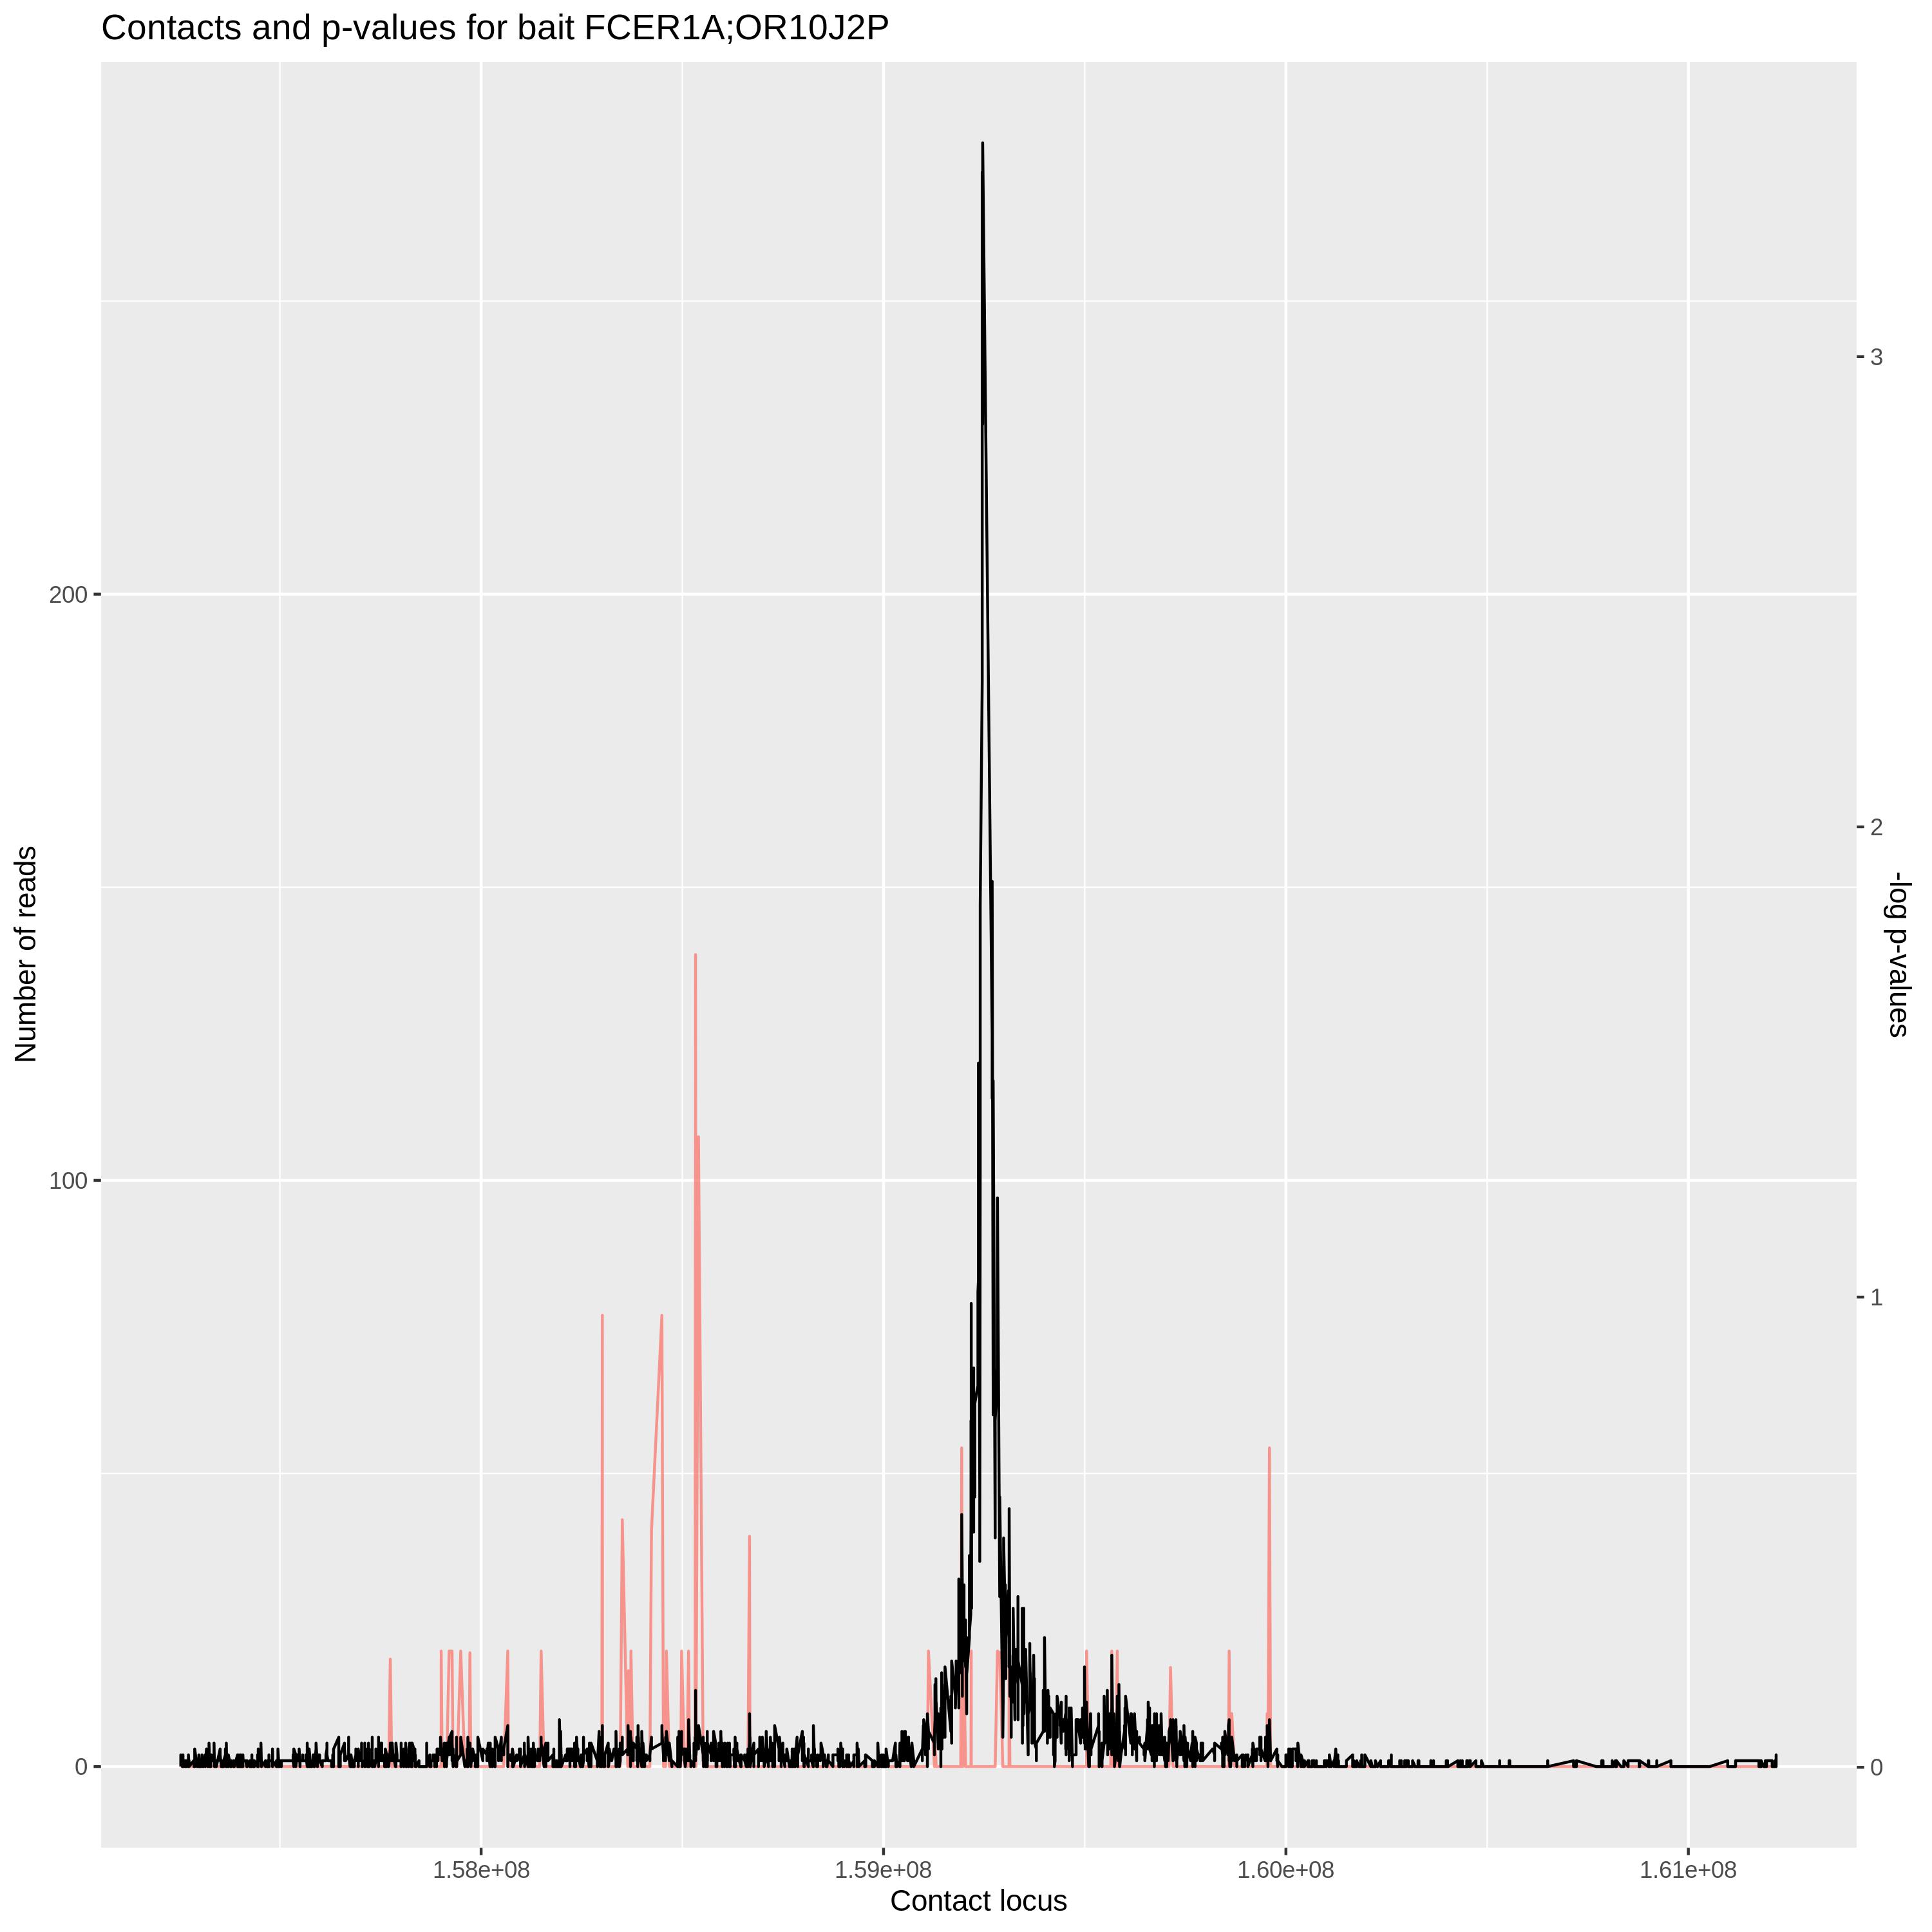 Contacts and p-values for bait FCER1A;OR10J2P
Number of reads
200
100
0
3
2
1
0
-log p-values
1.58e+08
1.59e+08
1.60e+08
1.61e+08
Contact locus